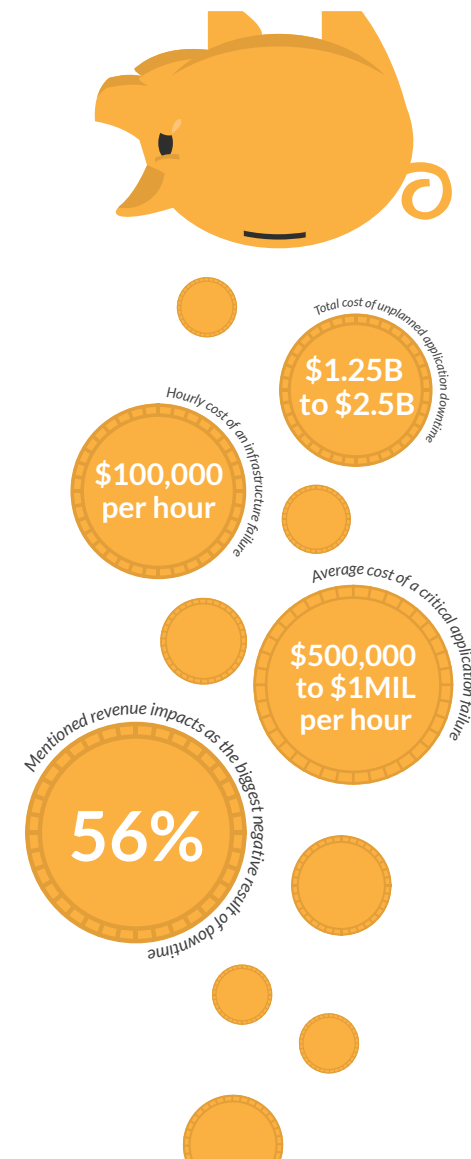 Total cost of unplanned application downtime
$1.25B
to $2.5B
Hourly cost of an infrastructure failure
$100,000
per hour
Average cost of a critical application failure
$500,000
to $1MIL
per hour
Mentioned revenue impacts as the biggest negative result of downtime
56%